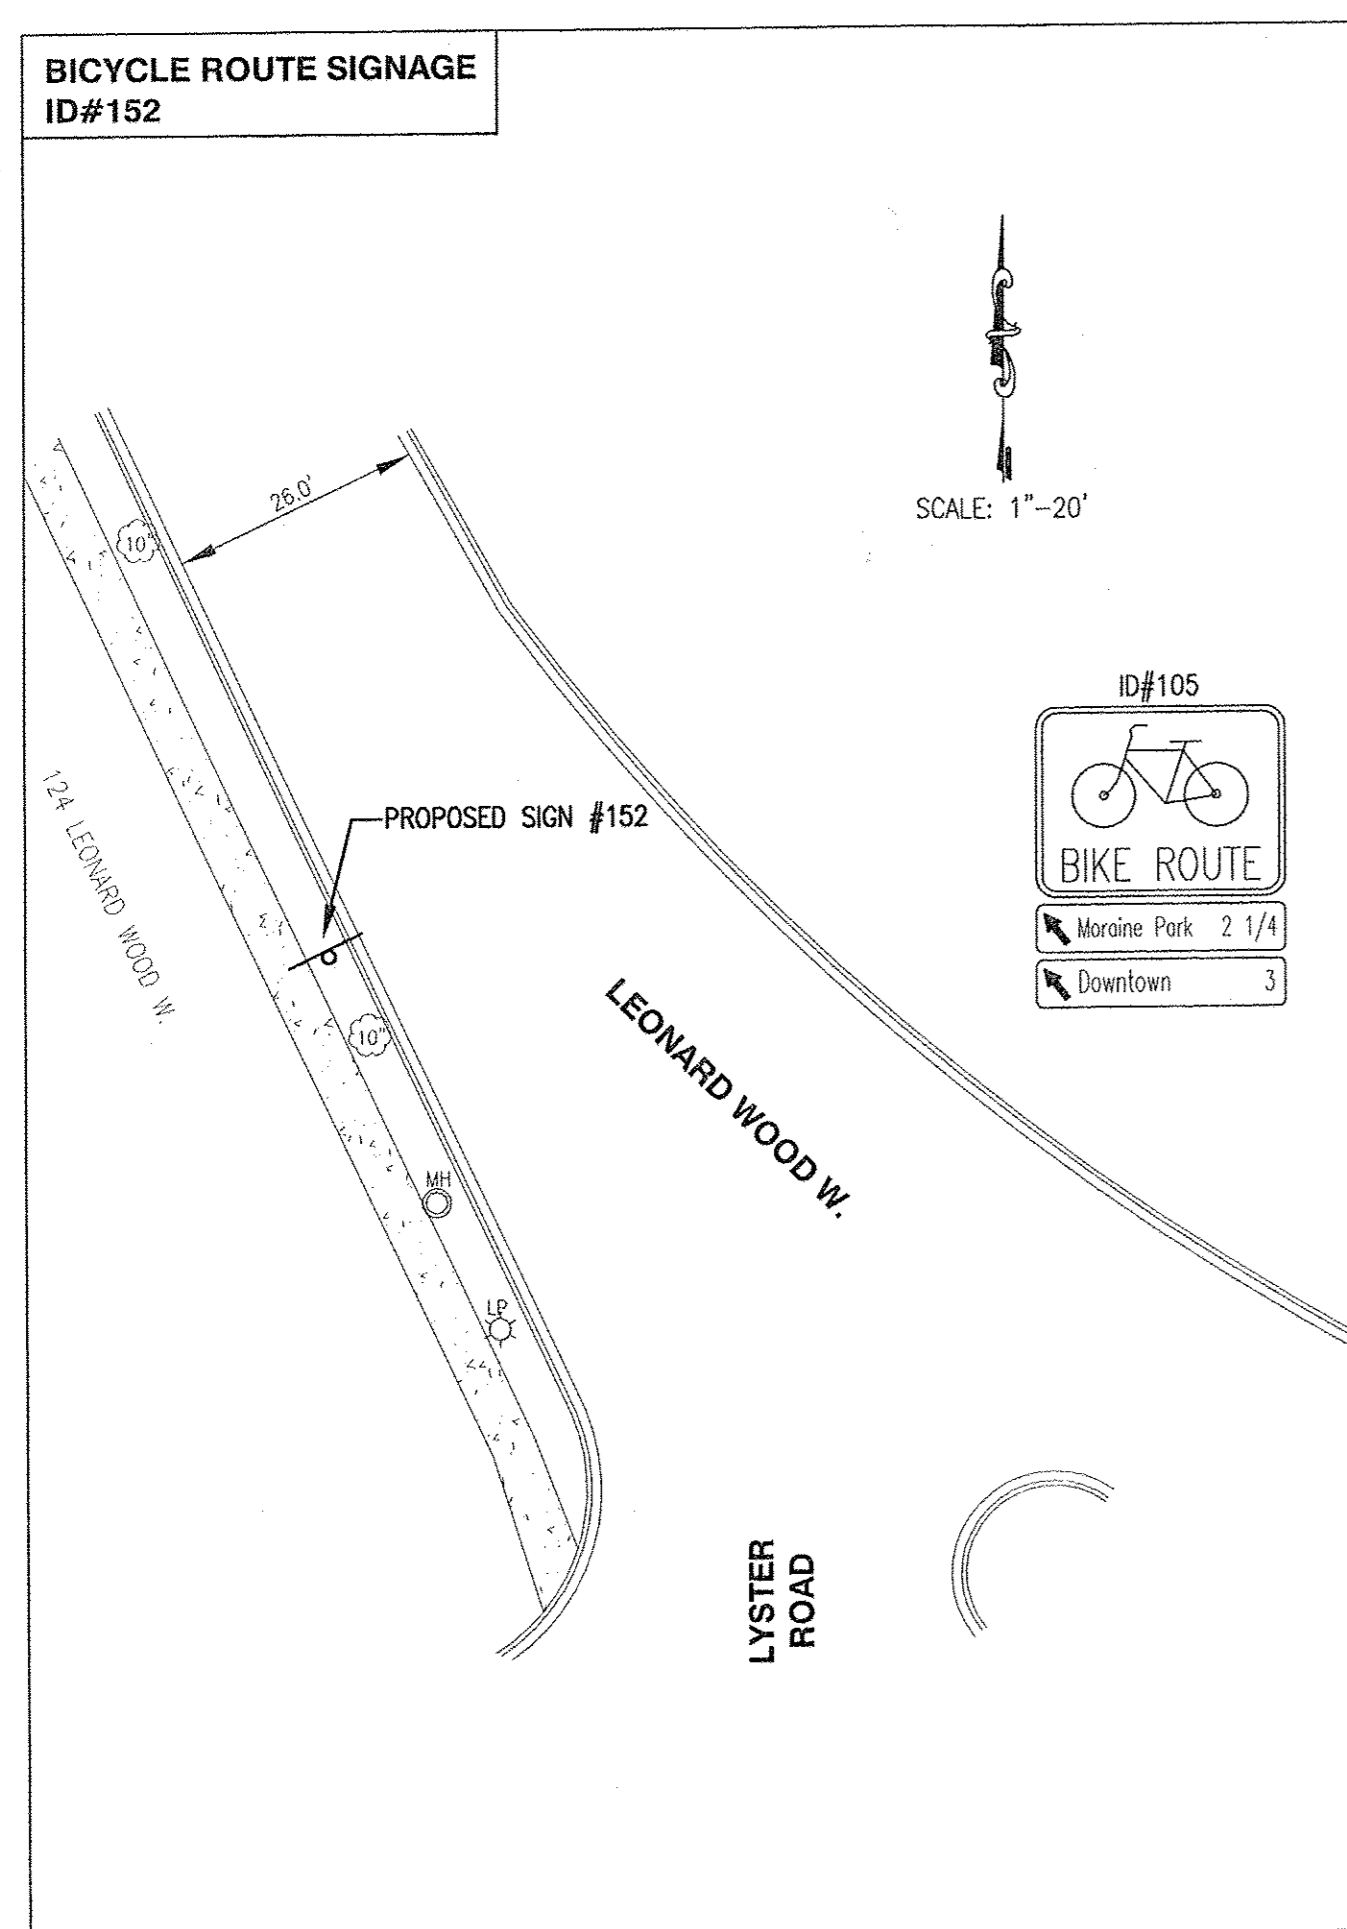 BICYCLE ROUTE SIGNAGE
ID#152
SCALE: 1"-20'
26.0'
10"
ID#105
BIKE ROUTE
Moraine Park 2 1/4
Downtown 3
PROPOSED SIGN #152
124 LEONARD WOOD W.
10"
LEONARD WOOD W.
MH
LP
LYSTER
ROAD